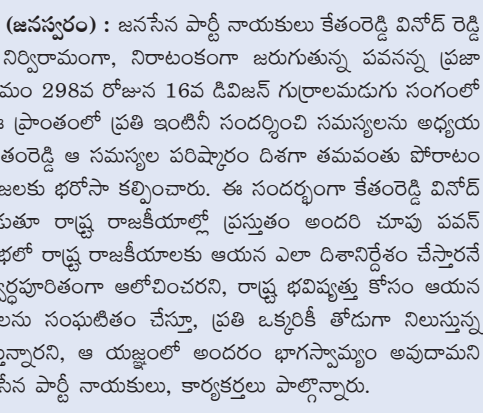 (జనస్వరం) : జనసేన పార్టీ నాయకులు కేతంరెడ్డి వినోద్ రెడ్డి
నిర్విరామంగా, నిరాటంకంగా జరుగుతున్న పవనన్న ప్రజా
మం 298వ రోజున 16వ డివిజన్ గుర్రాలమడుగు సంగంలో
ఈ ప్రాంతంలో ప్రతి ఇంటినీ సందర్శించి సమస్యలను అధ్యయ
తంరెడ్డి ఆ సమస్యల పరిష్కారం దిశగా తమవంతు పోరాటం
జలకు భరోసా కల్పించారు. ఈ సందర్భంగా కేతంరెడ్డి వినోద్
డుతూ రాష్ట్ర రాజకీయాల్లో ప్రస్తుతం అందరి చూపు పవన్
భలో రాష్ట్ర రాజకీయాలకు ఆయన ఎలా దిశానిర్దేశం చేస్తారనే
ర్థపూరితంగా ఆలోచించరని, రాష్ట్ర భవిష్యత్తు కోసం ఆయన
లను సంఘటితం చేస్తూ, ప్రతి ఒక్కరికీ తోడుగా నిలుస్తున్న
తున్నారని, ఆ యజ్ఞంలో అందరం భాగస్వామ్యం అవుదామని
సేన పార్టీ నాయకులు, కార్యకర్తలు పాల్గొన్నారు.